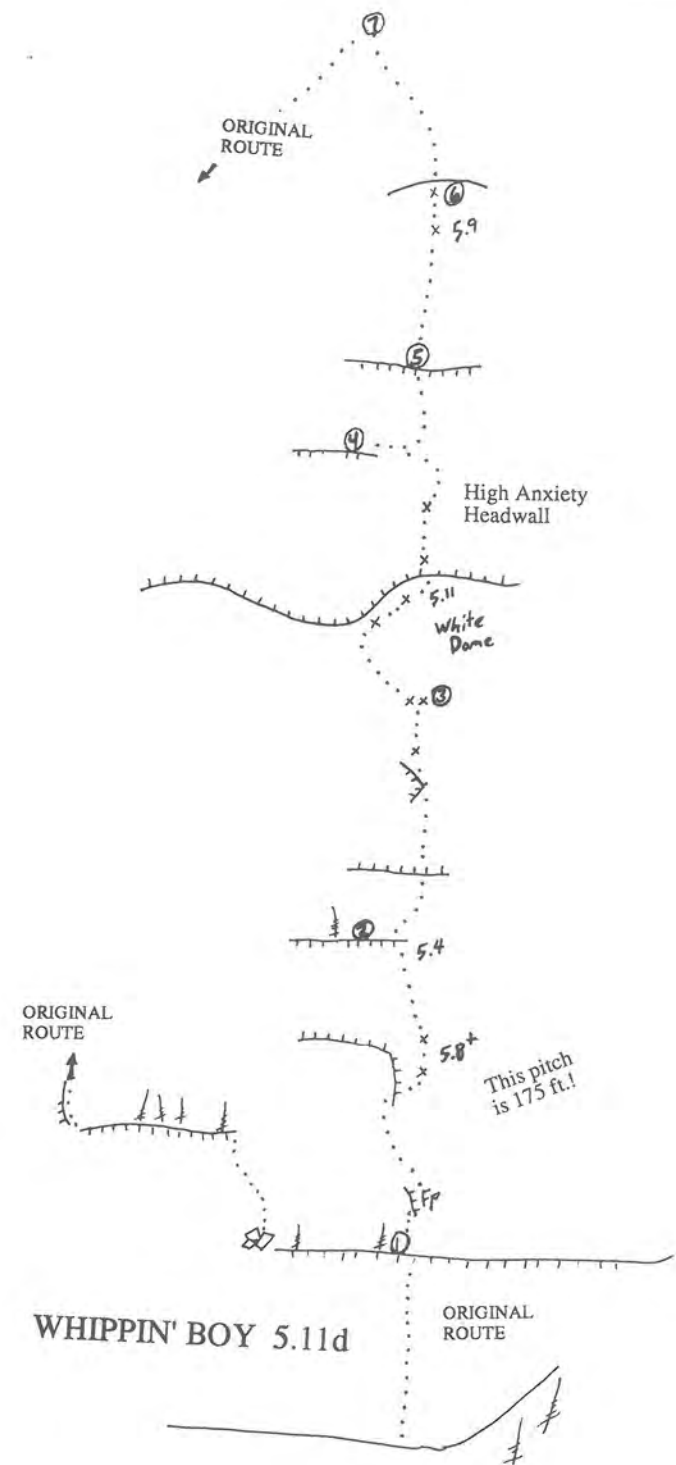 7
ORIGINAL
ROUTE
6
5.9
5
4
High Anxiety
Headwall
5.11
White
Dome
3
2
5.4
ORIGINAL
ROUTE
5.8+
This pitch
is 175 ft.!
Fp
1
WHIPPIN' BOY 5.11d
ORIGINAL
ROUTE